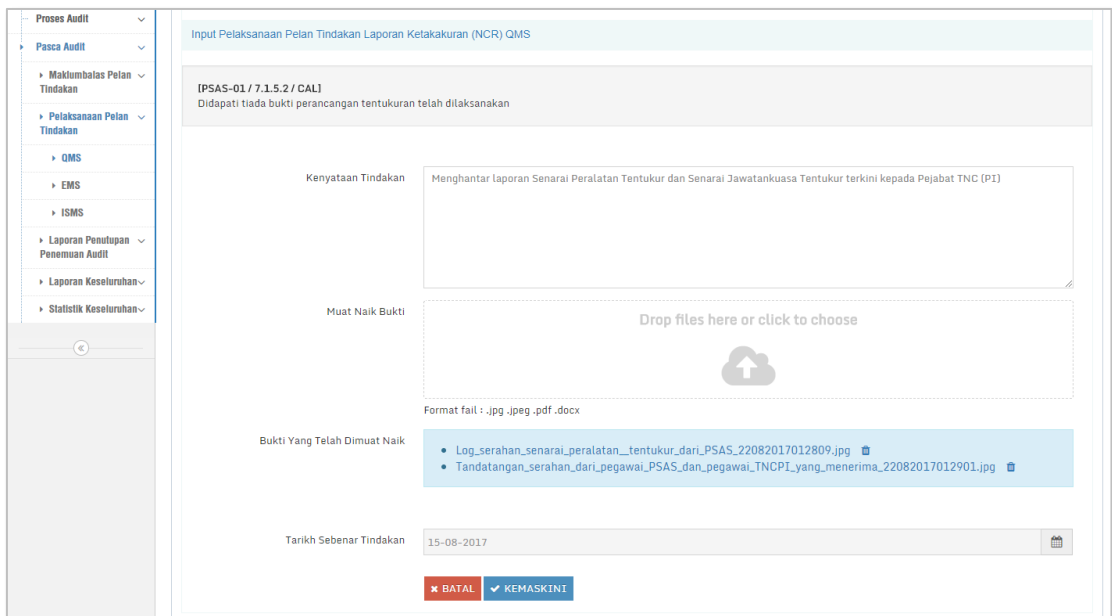 Proses Audit
Pasca Audit
Maklumbalas Pelan
Tindakan
Pelaksanaan Pelan
Tindakan
QMS
EMS
ISMS
Laporan Penutupan
Penemuan Audit
Laporan Keseluruhan
Statistik Keseluruhan
Input Pelaksanaan Pelan Tindakan Laporan Ketakakuran (NCR) QMS
[PSAS-01 / 7.1.5.2 / CAL]
Didapati tiada bukti perancangan tentukuran telah dilaksanakan
Kenyataan Tindakan
Menghantar laporan Senarai Peralatan Tentukur dan Senarai Jawatankuasa Tentukur terkini kepada Pejabat TNC (PI)
Muat Naik Bukti
Drop files here or click to choose
Format fail : .jpg .jpeg .pdf .docx
Bukti Yang Telah Dimuat Naik
Log_serahan_senarai_peralatan__tentukur_dari_PSAS_22082017012809.jpg
Tandatangan_serahan_dari_pegawai_PSAS_dan_pegawai_TNCPI_yang_menerima_22082017012901.jpg
Tarikh Sebenar Tindakan
15-08-2017
BATAL
KEMASKINI